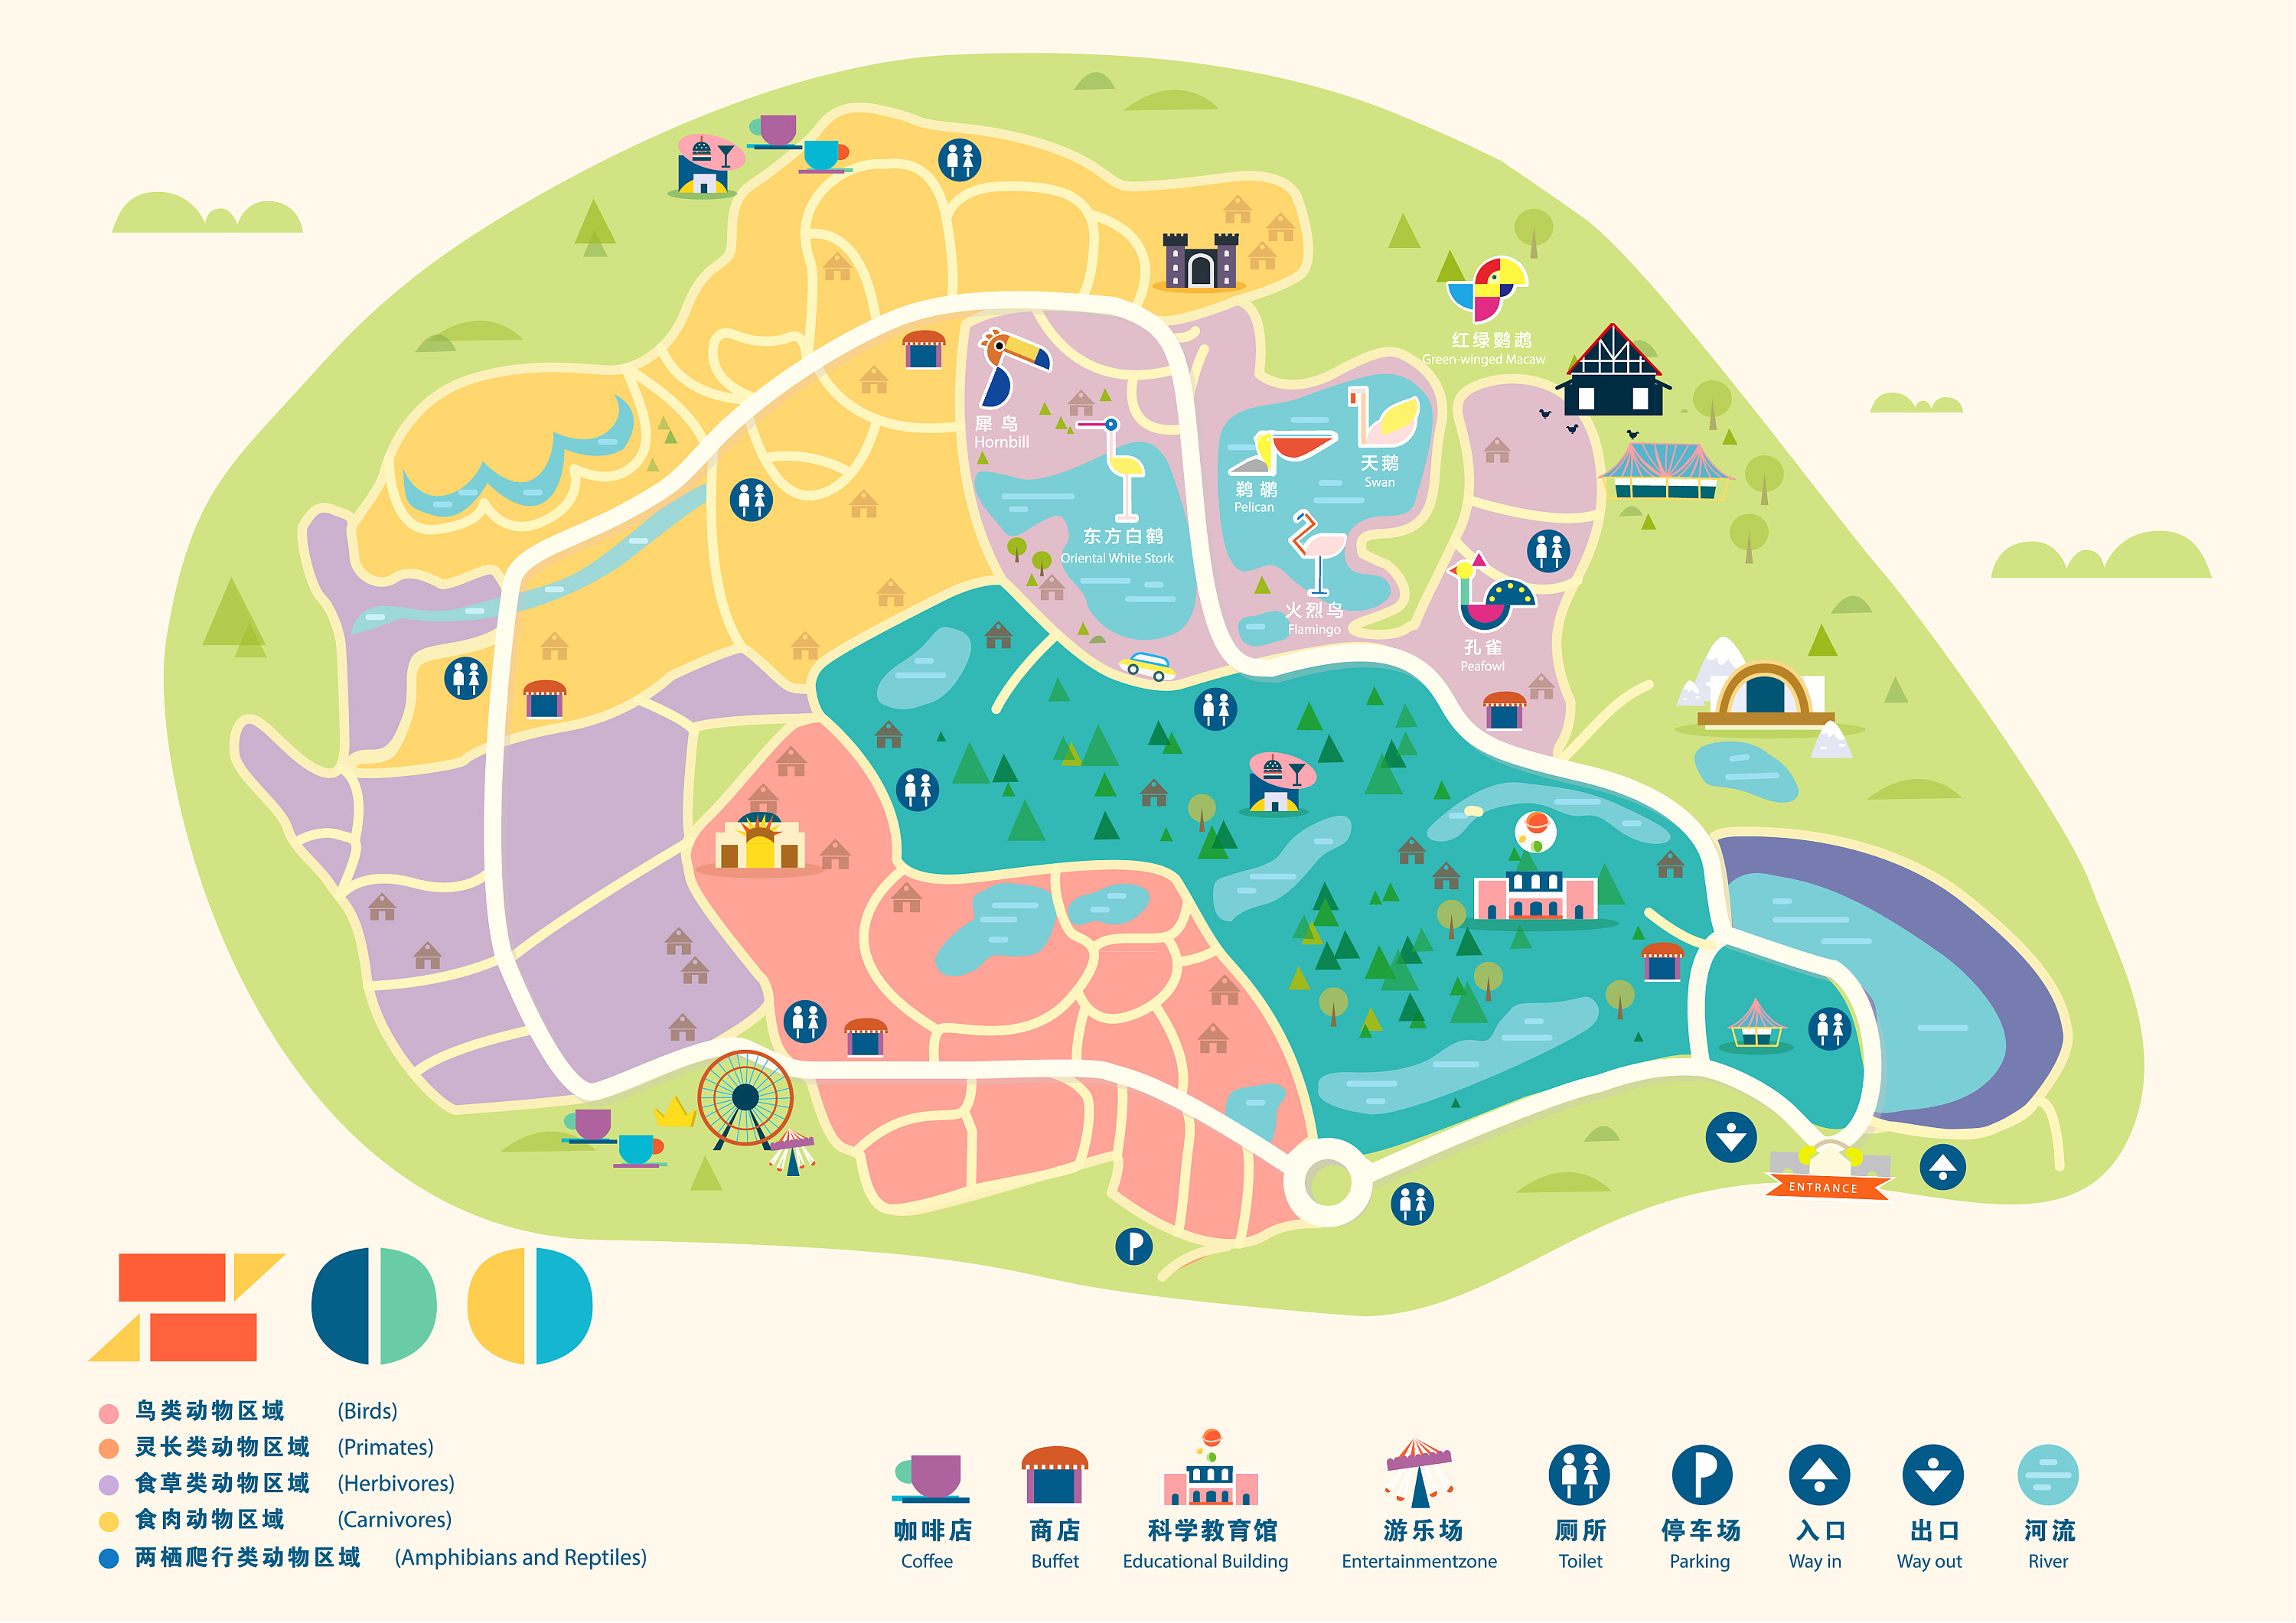 红绿鹦鹉
Green-winged Macaw
犀鸟
Hornbill
天鹅
Swan
鹈鹕
Pelican
东方白鹤
Oriental White Stork
火烈鸟
Flamingo
孔雀
Peafowl
ENTRANCE
P
ZOO
鸟类动物区域 (Birds)
灵长类动物区域 (Primates)
食草类动物区域 (Herbivores)
食肉动物区域 (Carnivores)
两栖爬行类动物区域 (Amphibians and Reptiles)
P
咖啡店 商店 科学教育馆 游乐场 厕所 停车场 入口 出口 河流
Coffee Buffet Educational Building Entertainmentzone Toilet Parking Way in Way out River